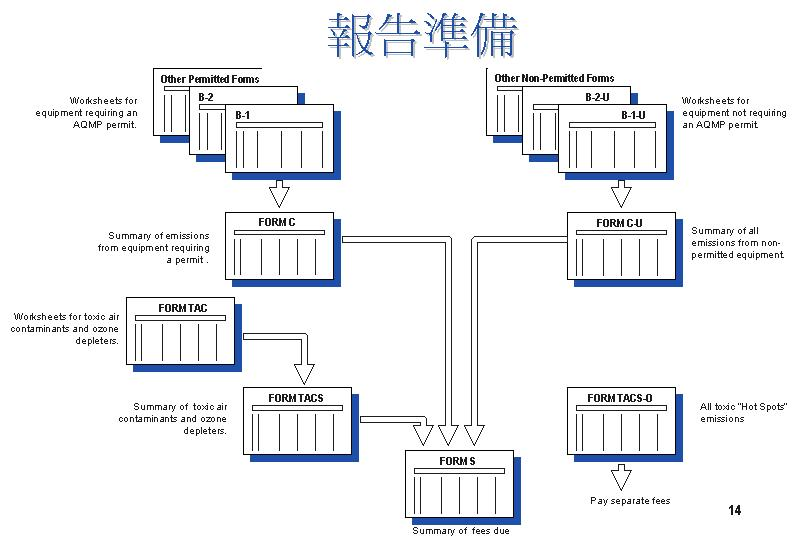 報告準備
Other Permitted Forms
B-2
B-1
Worksheets for
equipment requiring an
AQMP permit.
Other Non-Permitted Forms
B-2-U
B-1-U
Worksheets for
equipment not requiring
an AQMP permit.
FORM C
Summary of emissions
from equipment requiring
a permit .
FORM C-U
Summary of all
emissions from non-
permitted equipment.
FORM TAC
Worksheets for toxic air
contaminants and ozone
depleters.
FORM TACS
Summary of toxic air
contaminants and ozone
depleters.
FORM TACS-O
All toxic "Hot Spots"
emissions
FORM S
Summary of fees due
Pay separate fees
14